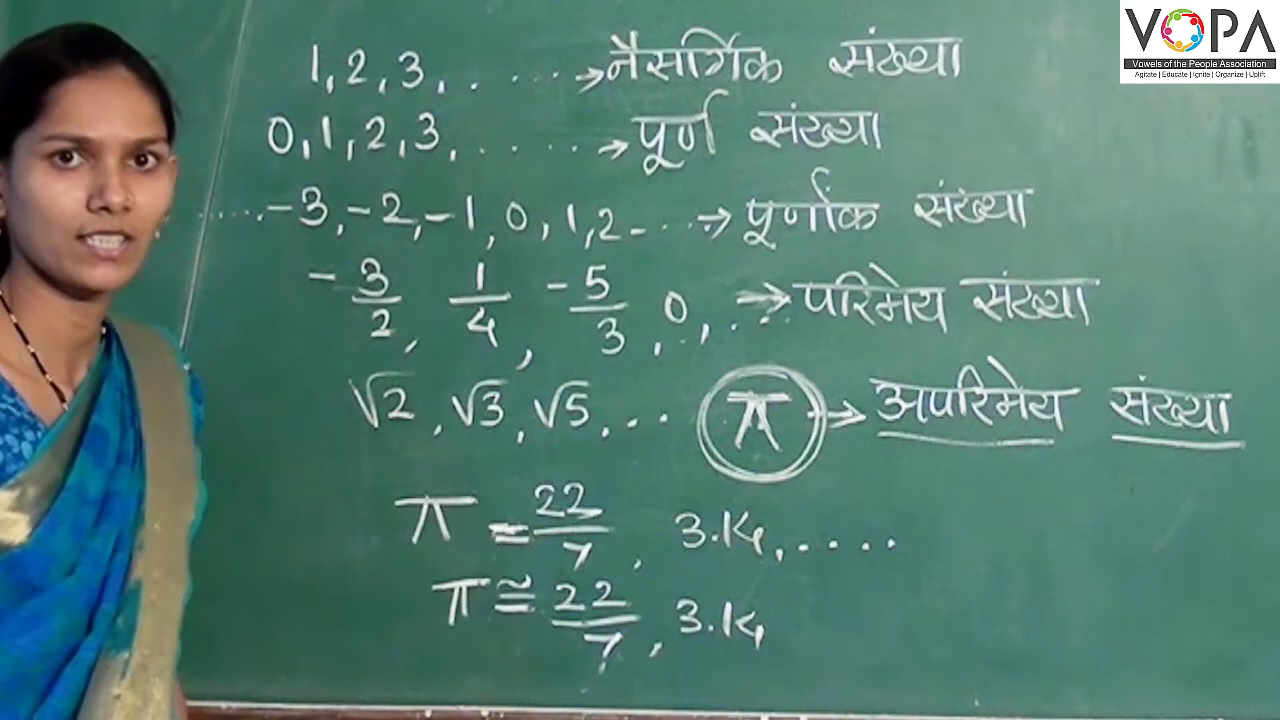 VOPA
Vowels of the People Association
Agitate | Educate | Ignite | Organize | Uplift
1, 2, 3, . ..... → नैसर्गिक संख्या
0, 1, 2, 3, ...... → पूर्ण संख्या
.....-3, -2, -1, 0, 1, 2 - .... → पूर्णांक संख्या
-3/2, 1/4, -5/3, 0, ,... → परिमेय संख्या
√2, √3, √5, ... π → अपरिमेय संख्या
π = 22/7, 3.14, ....
π ≅ 22/7, 3.14